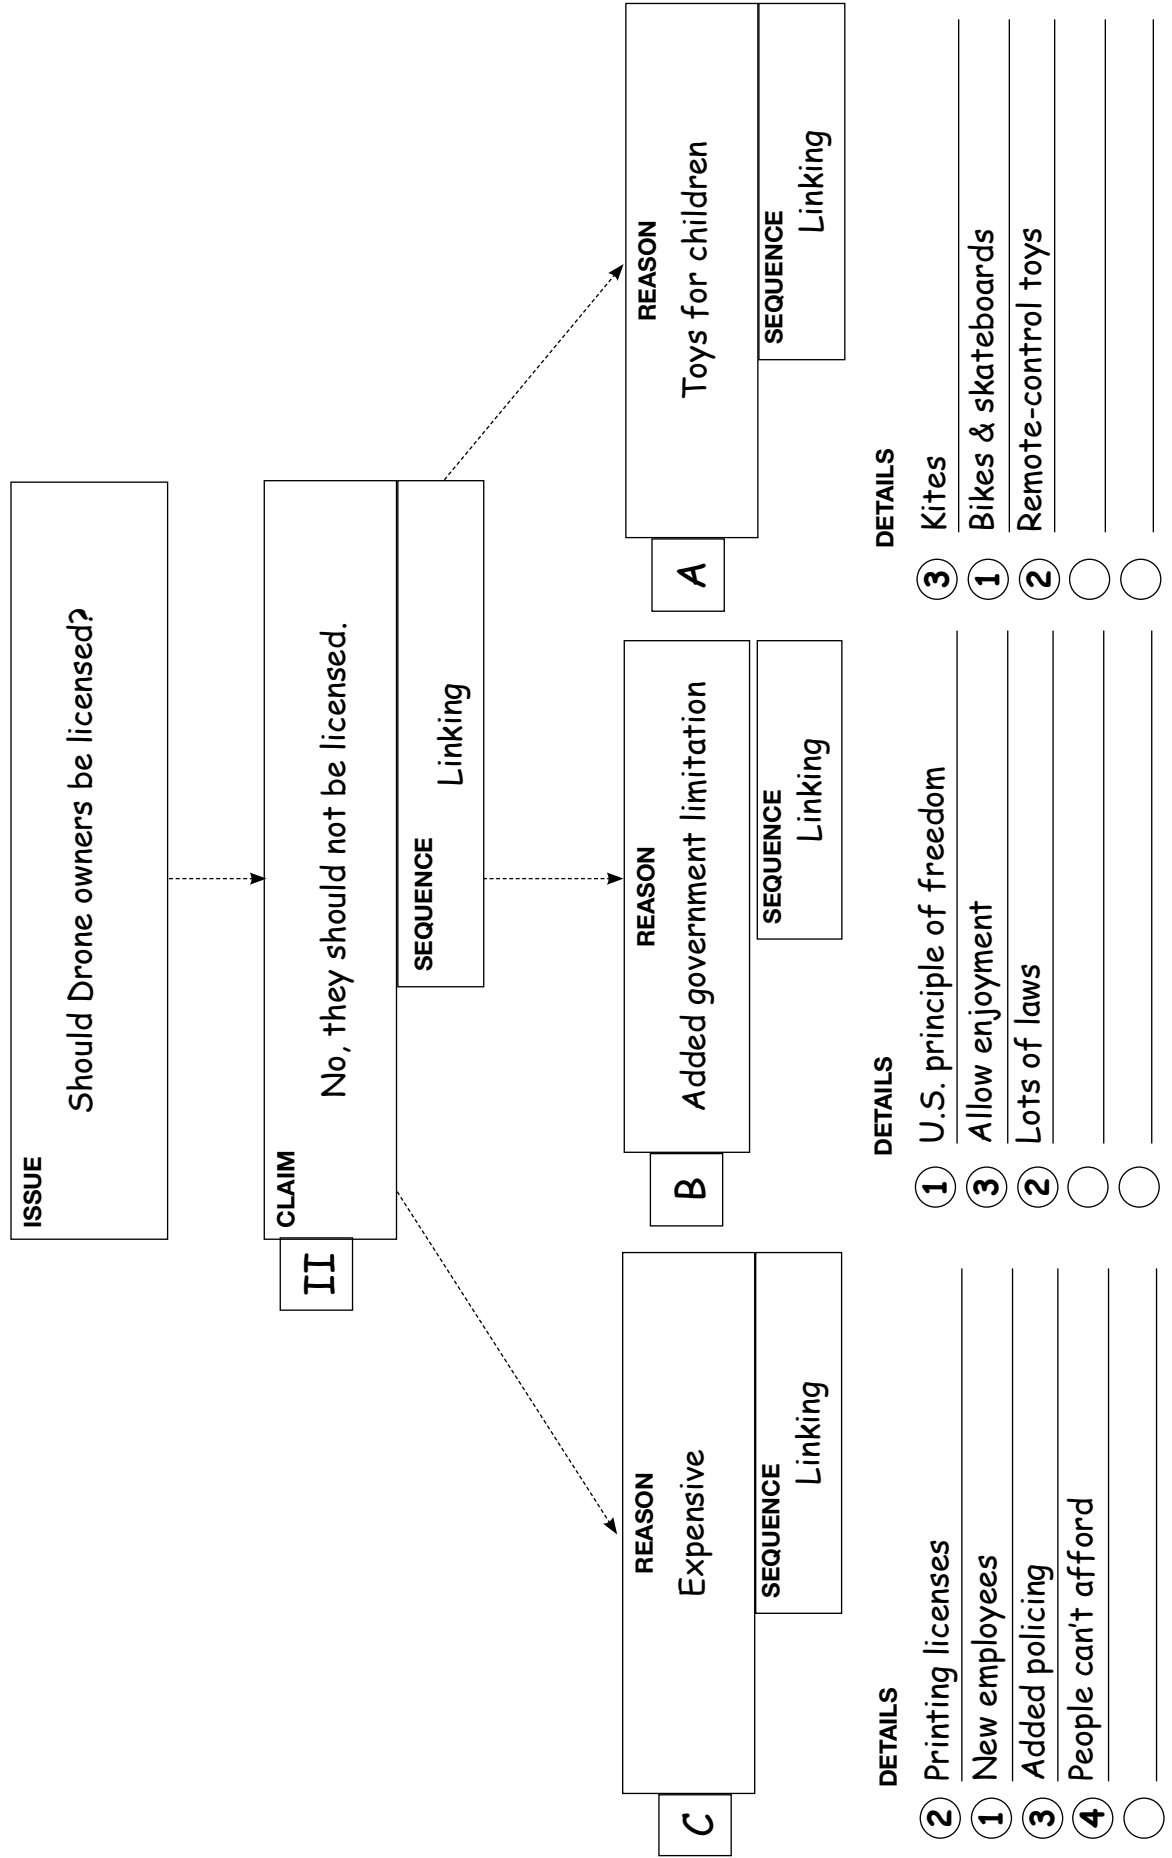 ISSUE
Should Drone owners be licensed?
II
CLAIM
No, they should not be licensed.
SEQUENCE
Linking
C
REASON
Expensive
SEQUENCE
Linking
DETAILS
2 Printing licenses
1 New employees
3 Added policing
4 People can't afford
B
REASON
Added government limitation
SEQUENCE
Linking
DETAILS
1 U.S. principle of freedom
3 Allow enjoyment
2 Lots of laws
A
REASON
Toys for children
SEQUENCE
Linking
DETAILS
3 Kites
1 Bikes & skateboards
2 Remote-control toys